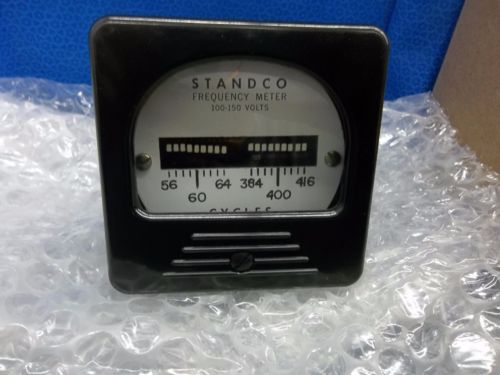 STANDCO
FREQUENCY METER
100-150 VOLTS
56 64 384 416
60 400
CYCLES